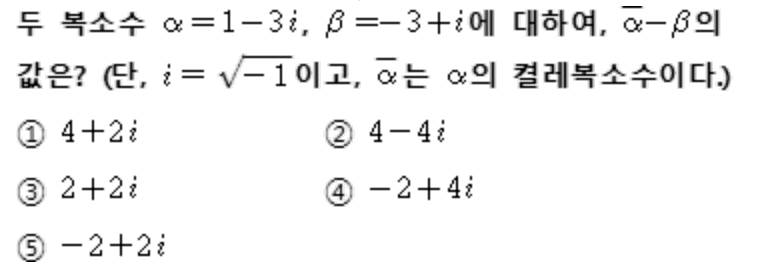 두 복소수 α=1−3i, β=−3+i에 대하여, α̅−β의
값은? (단, i=√−1이고, α̅는 α의 켤레복소수이다.)
① 4+2i ② 4−4i
③ 2+2i ④ −2+4i
⑤ −2+2i